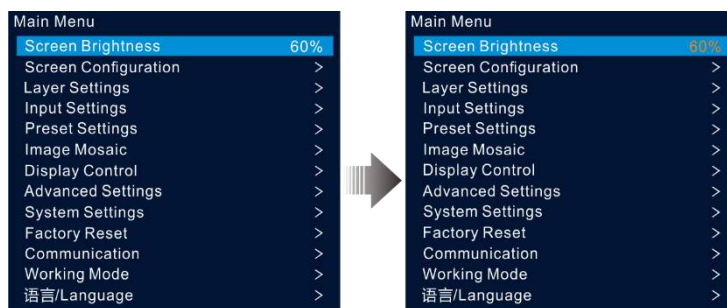 Main Menu
Screen Brightness 60%
Screen Configuration >
Layer Settings >
Input Settings >
Preset Settings >
Image Mosaic >
Display Control >
Advanced Settings >
System Settings >
Factory Reset >
Communication >
Working Mode >
语言/Language >
Main Menu
Screen Brightness 60%
Screen Configuration >
Layer Settings >
Input Settings >
Preset Settings >
Image Mosaic >
Display Control >
Advanced Settings >
System Settings >
Factory Reset >
Communication >
Working Mode >
语言/Language >